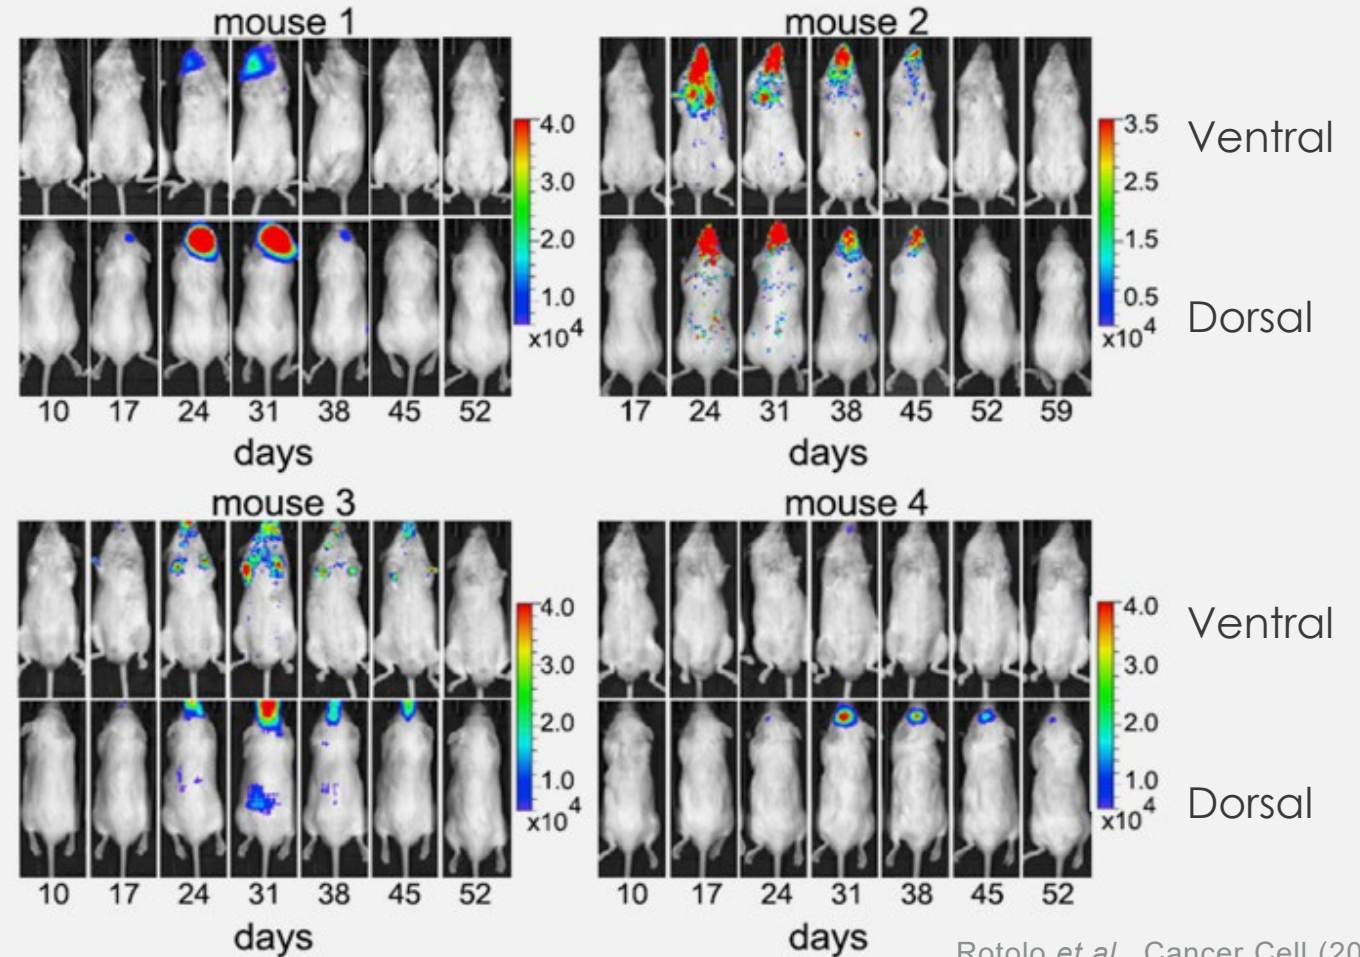 mouse 1
4.0
3.0
2.0
1.0
x10⁴
10 17 24 31 38 45 52
days
mouse 2
3.5
2.5
1.5
0.5
x10⁴
Ventral
Dorsal
17 24 31 38 45 52 59
days
mouse 3
4.0
3.0
2.0
1.0
x10⁴
10 17 24 31 38 45 52
days
mouse 4
4.0
3.0
2.0
1.0
x10⁴
Ventral
Dorsal
10 17 24 31 38 45 52
days
Rotolo et al., Cancer Cell (20